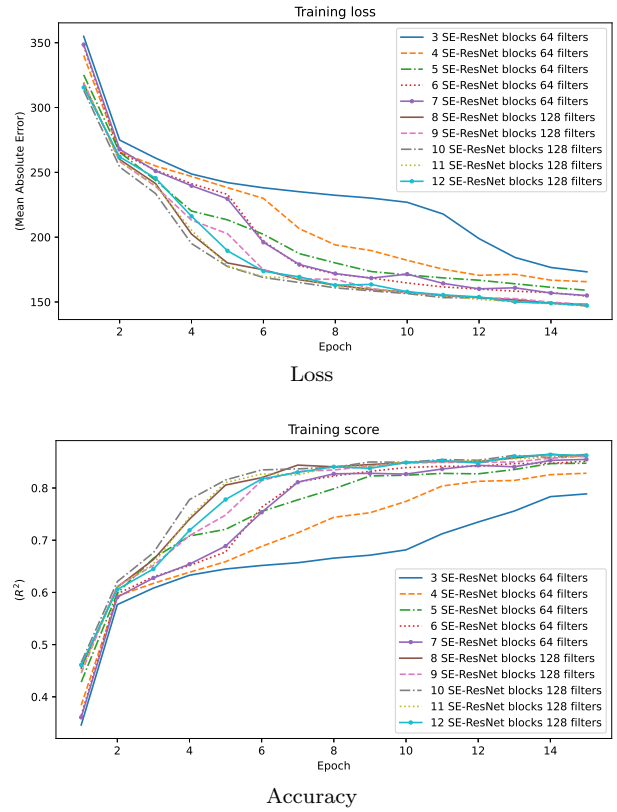 Training loss
350
300
250
200
150
(Mean Absolute Error)
3 SE-ResNet blocks 64 filters
4 SE-ResNet blocks 64 filters
5 SE-ResNet blocks 64 filters
6 SE-ResNet blocks 64 filters
7 SE-ResNet blocks 64 filters
8 SE-ResNet blocks 128 filters
9 SE-ResNet blocks 128 filters
10 SE-ResNet blocks 128 filters
11 SE-ResNet blocks 128 filters
12 SE-ResNet blocks 128 filters
2 4 6 8 10 12 14
Epoch
Loss
Training score
0.8
0.7
0.6
0.5
0.4
(R²)
3 SE-ResNet blocks 64 filters
4 SE-ResNet blocks 64 filters
5 SE-ResNet blocks 64 filters
6 SE-ResNet blocks 64 filters
7 SE-ResNet blocks 64 filters
8 SE-ResNet blocks 128 filters
9 SE-ResNet blocks 128 filters
10 SE-ResNet blocks 128 filters
11 SE-ResNet blocks 128 filters
12 SE-ResNet blocks 128 filters
2 4 6 8 10 12 14
Epoch
Accuracy